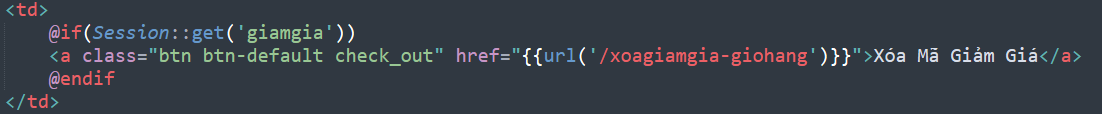 <td>
@if(Session::get('giamgia'))
<a class="btn btn-default check_out" href="{{url('/xoagiamgia-giohang')}}">Xóa Mã Giảm Giá</a>
@endif
</td>